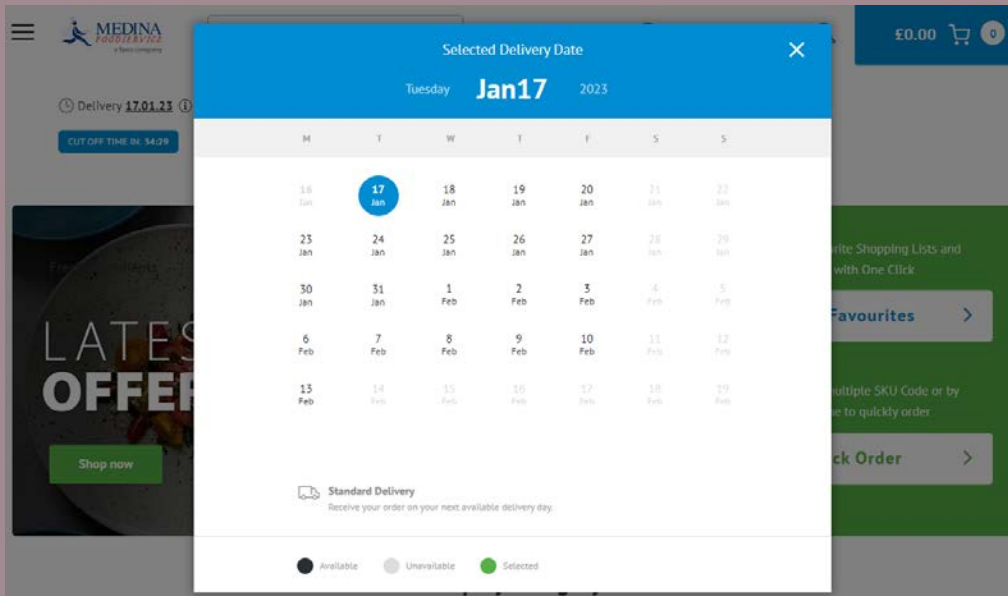 MEDINA
FOODSERVICE
a Sysco company
£0.00 0
Delivery 17.01.23
CUT OFF TIME IN: 34:29
Selected Delivery Date
Tuesday Jan17 2023
M T W T F S S
16 17 18 19 20 21 22
Jan Jan Jan Jan Jan Jan Jan
23 24 25 26 27 28 29
Jan Jan Jan Jan Jan Jan Jan
30 31 1 2 3 4 5
Jan Jan Feb Feb Feb Feb Feb
6 7 8 9 10 11 12
Feb Feb Feb Feb Feb Feb Feb
13 14 15 16 17 18 19
Feb Feb Feb Feb Feb Feb Feb
Standard Delivery
Receive your order on your next available delivery day.
Available Unavailable Selected
LATES
OFFER
Shop now
rite Shopping Lists and
with One Click
Favourites
multiple SKU Code or by
me to quickly order
ck Order